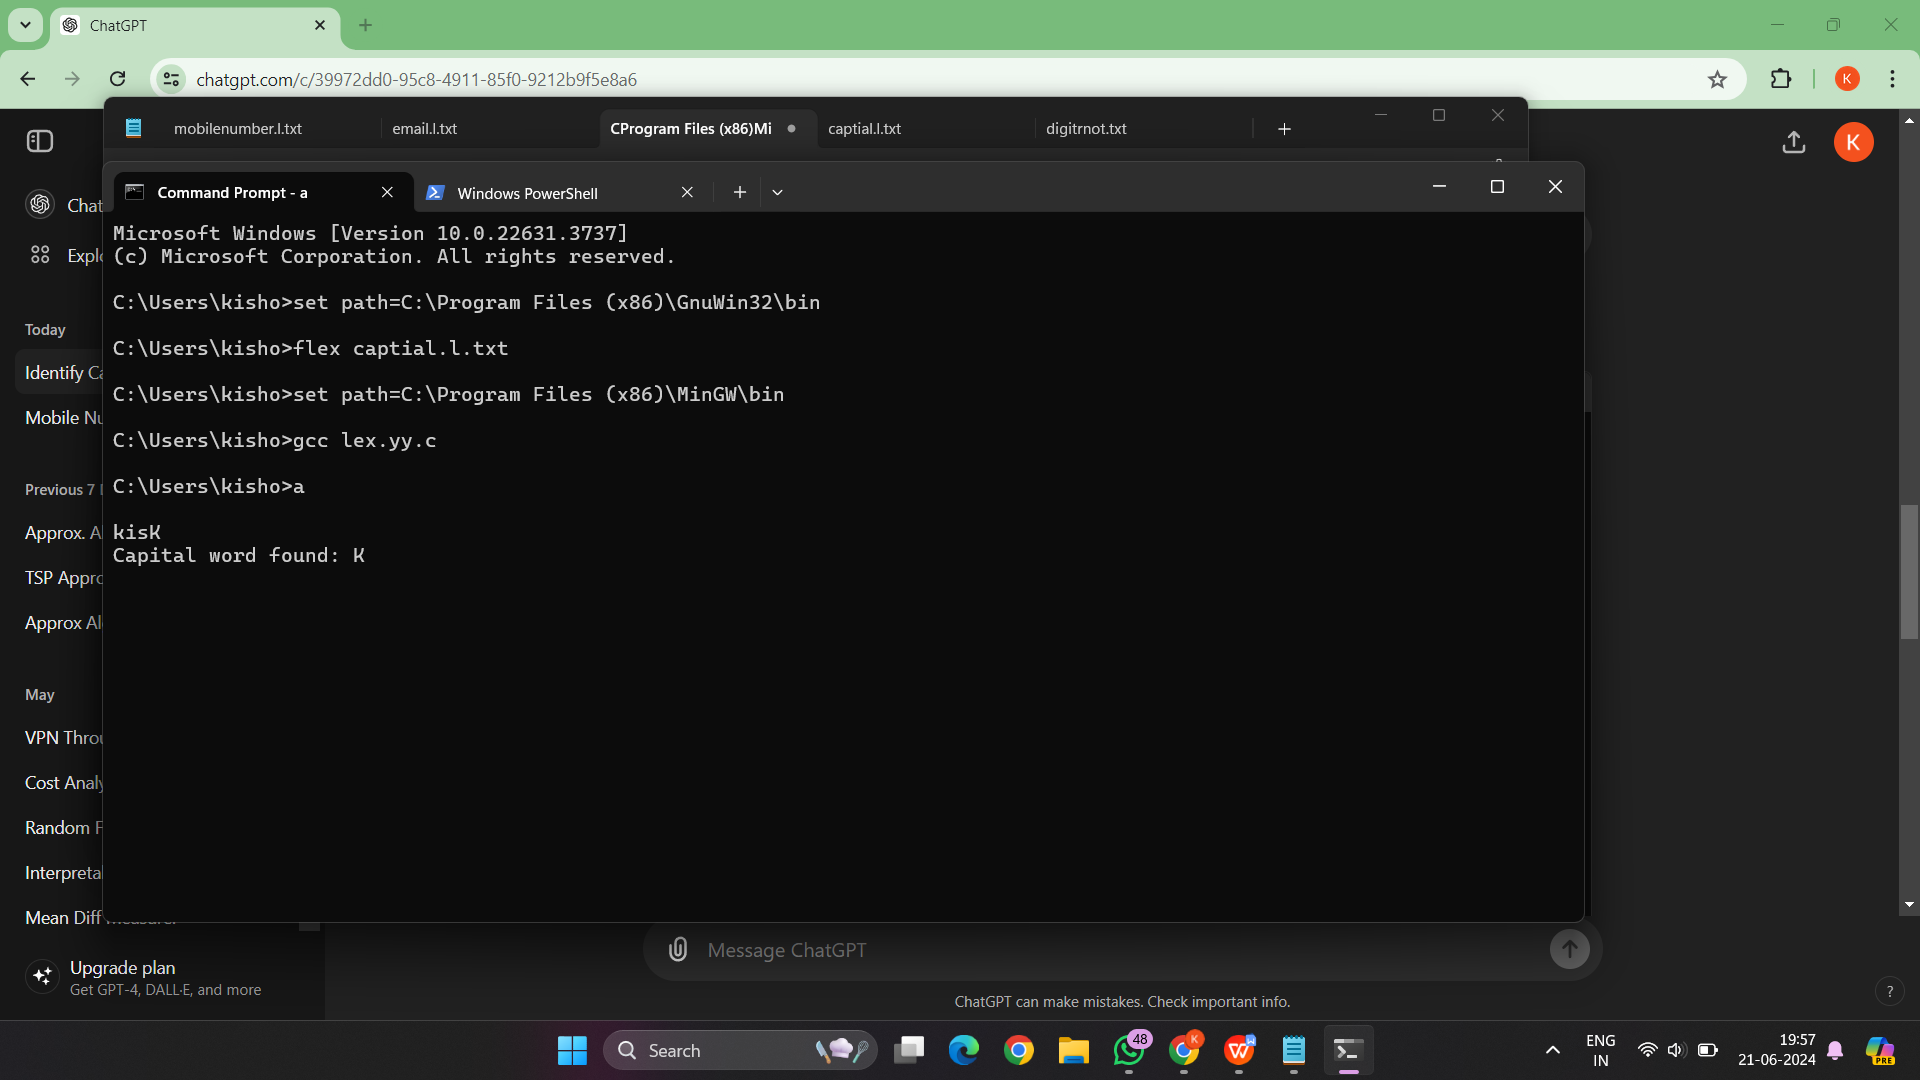 ChatGPT
chatgpt.com/c/39972dd0-95c8-4911-85f0-9212b9f5e8a6
K
mobilenumber.l.txt
email.l.txt
CProgram Files (x86)Mi
captial.l.txt
digitrnot.txt
K
Command Prompt - a
Windows PowerShell
Chat
Explo
Today
Identify Ca
Mobile Nu
Previous 7
Approx. A
TSP Appro
Approx Al
May
VPN Throu
Cost Analy
Random F
Interpreta
Mean Diff Measure.
Upgrade plan
Get GPT-4, DALL·E, and more
Microsoft Windows [Version 10.0.22631.3737]
(c) Microsoft Corporation. All rights reserved.
C:\Users\kisho>set path=C:\Program Files (x86)\GnuWin32\bin
C:\Users\kisho>flex captial.l.txt
C:\Users\kisho>set path=C:\Program Files (x86)\MinGW\bin
C:\Users\kisho>gcc lex.yy.c
C:\Users\kisho>a
kisK
Capital word found: K
Message ChatGPT
ChatGPT can make mistakes. Check important info.
?
Search
48
K
W
ENG
IN
19:57
21-06-2024
PRE